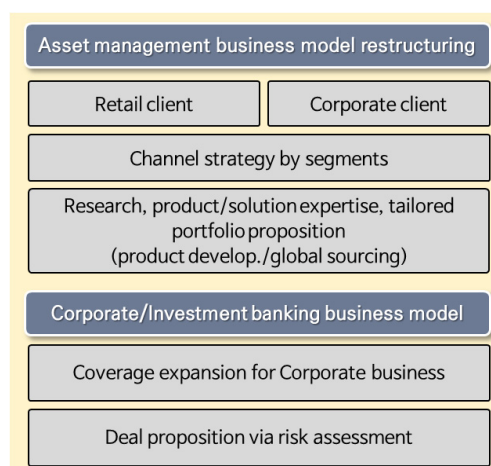 Asset management business model restructuring
Retail client
Corporate client
Channel strategy by segments
Research, product/solution expertise, tailored
portfolio proposition
(product develop./global sourcing)
Corporate/Investment banking business model
Coverage expansion for Corporate business
Deal proposition via risk assessment